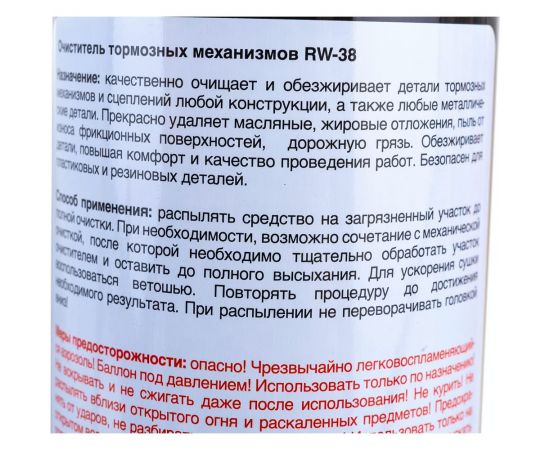 Очиститель тормозных механизмов RW-38
Назначение: качественно очищает и обезжиривает детали тормозных
механизмов и сцеплений любой конструкции, а также любые металличе-
ские детали. Прекрасно удаляет масляные, жировые отложения, пыль от
износа фрикционных поверхностей, дорожную грязь. Обезжиривает
детали, повышая комфорт и качество проведения работ. Безопасен для
пластиковых и резиновых деталей.
Способ применения: распылять средство на загрязненный участок до
полной очистки. При необходимости, возможно сочетание с механической
очисткой, после которой необходимо тщательно обработать участок
очистителем и оставить до полного высыхания. Для ускорения сушки
воспользоваться ветошью. Повторять процедуру до достижения
необходимого результата. При распылении не переворачивать головкой
вниз!
Меры предосторожности: опасно! Чрезвычайно легковоспламеняющий-
ся аэрозоль! Баллон под давлением! Использовать только по назначению!
Не вскрывать и не сжигать даже после использования! Не курить! Не
распылять вблизи открытого огня и раскаленных предметов! Предохра-
нять от ударов, не разбирать
Использовать только на
открытом